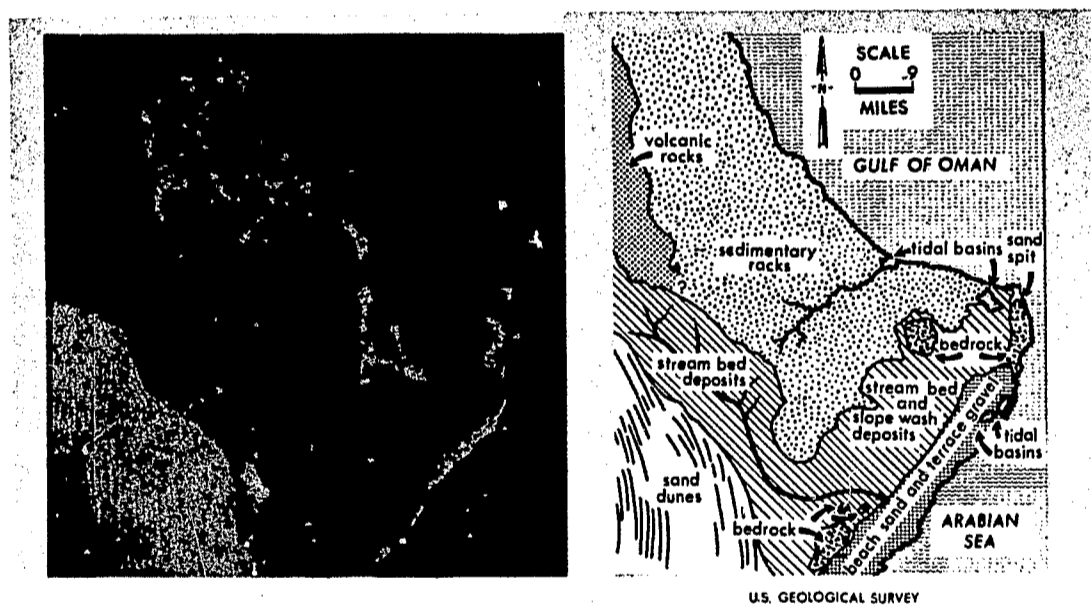 SCALE
0 9
MILES
-N-
volcanic
rocks
GULF OF OMAN
sedimentary
racks
tidal basins
sand
spit
bedrock
stream bed
deposits
stream bed
and
slope wash
deposits
beach sand and terrace gravel
tidal
basins
sand
dunes
bedrock
ARABIAN
SEA
U.S. GEOLOGICAL SURVEY